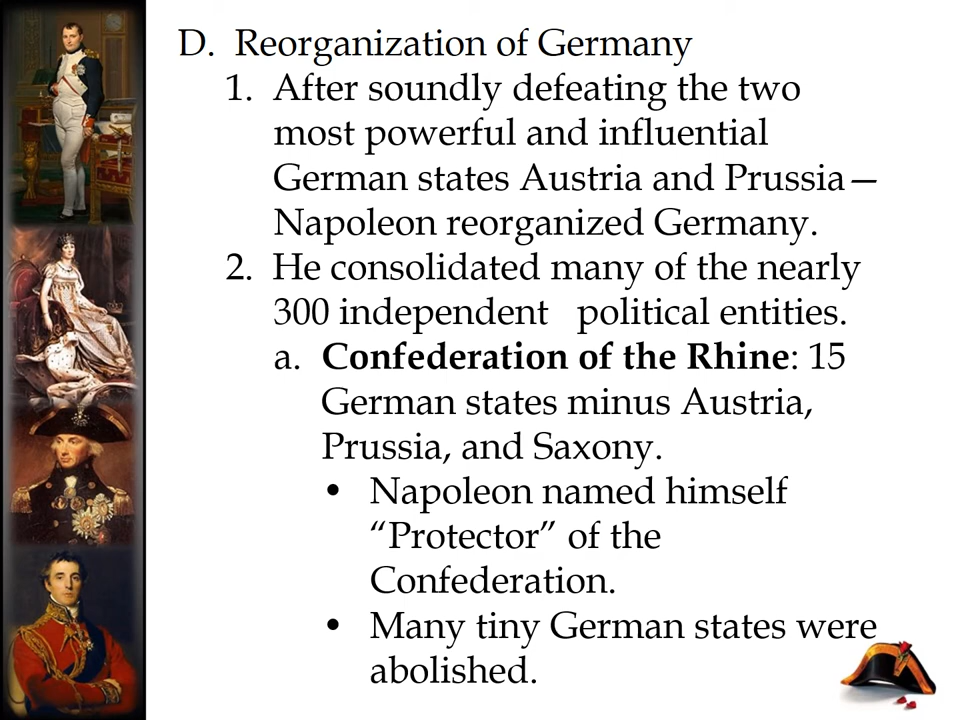 D. Reorganization of Germany
1. After soundly defeating the two
most powerful and influential
German states Austria and Prussia—
Napoleon reorganized Germany.
2. He consolidated many of the nearly
300 independent   political entities.
a. Confederation of the Rhine: 15
German states minus Austria,
Prussia, and Saxony.
• Napoleon named himself
“Protector” of the
Confederation.
• Many tiny German states were
abolished.